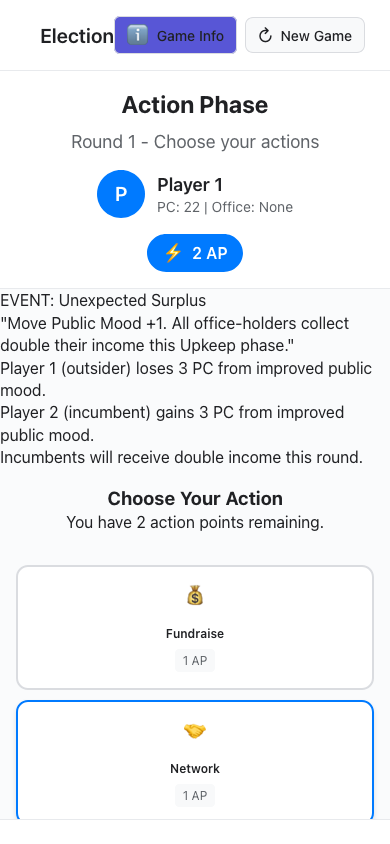 Election
ℹ️ Game Info
↻ New Game
Action Phase
Round 1 - Choose your actions
P
Player 1
PC: 22 | Office: None
⚡ 2 AP
EVENT: Unexpected Surplus
"Move Public Mood +1. All office-holders collect
double their income this Upkeep phase."
Player 1 (outsider) loses 3 PC from improved public
mood.
Player 2 (incumbent) gains 3 PC from improved
public mood.
Incumbents will receive double income this round.
Choose Your Action
You have 2 action points remaining.
Fundraise
1 AP
Network
1 AP